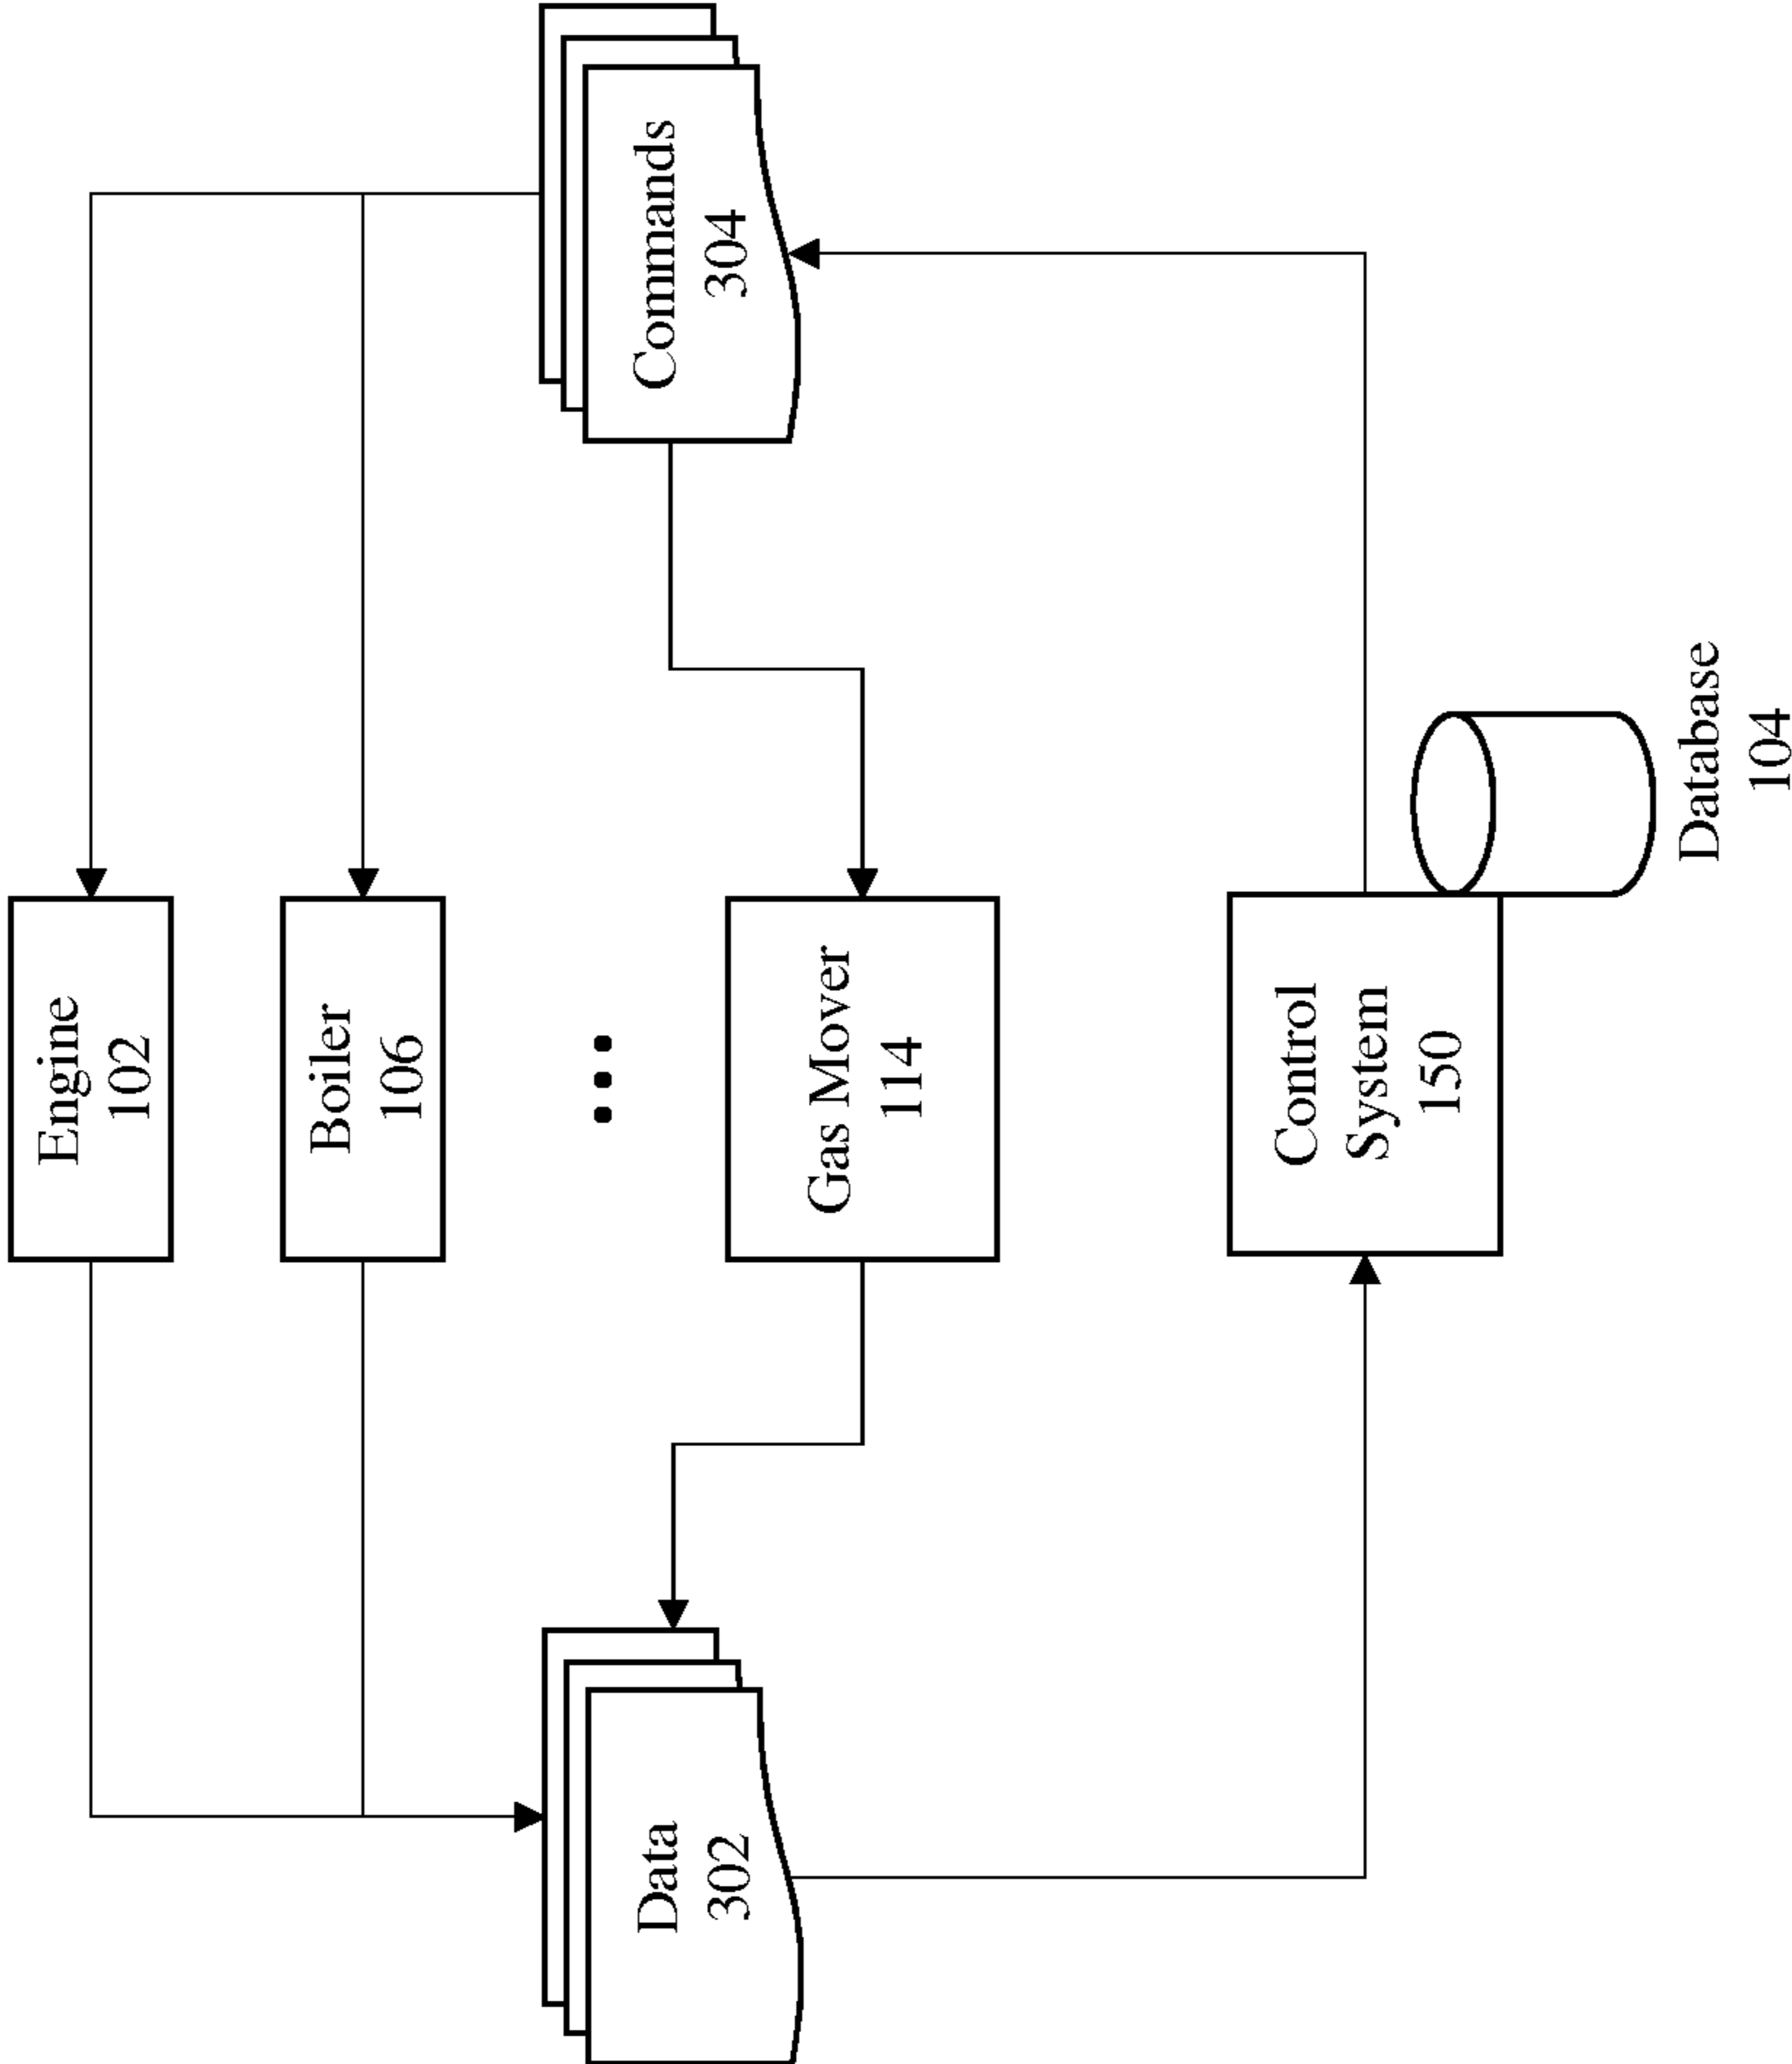 Engine
102
Boiler
106
Gas Mover
114
Data
302
Commands
304
Control
System
150
Database
104